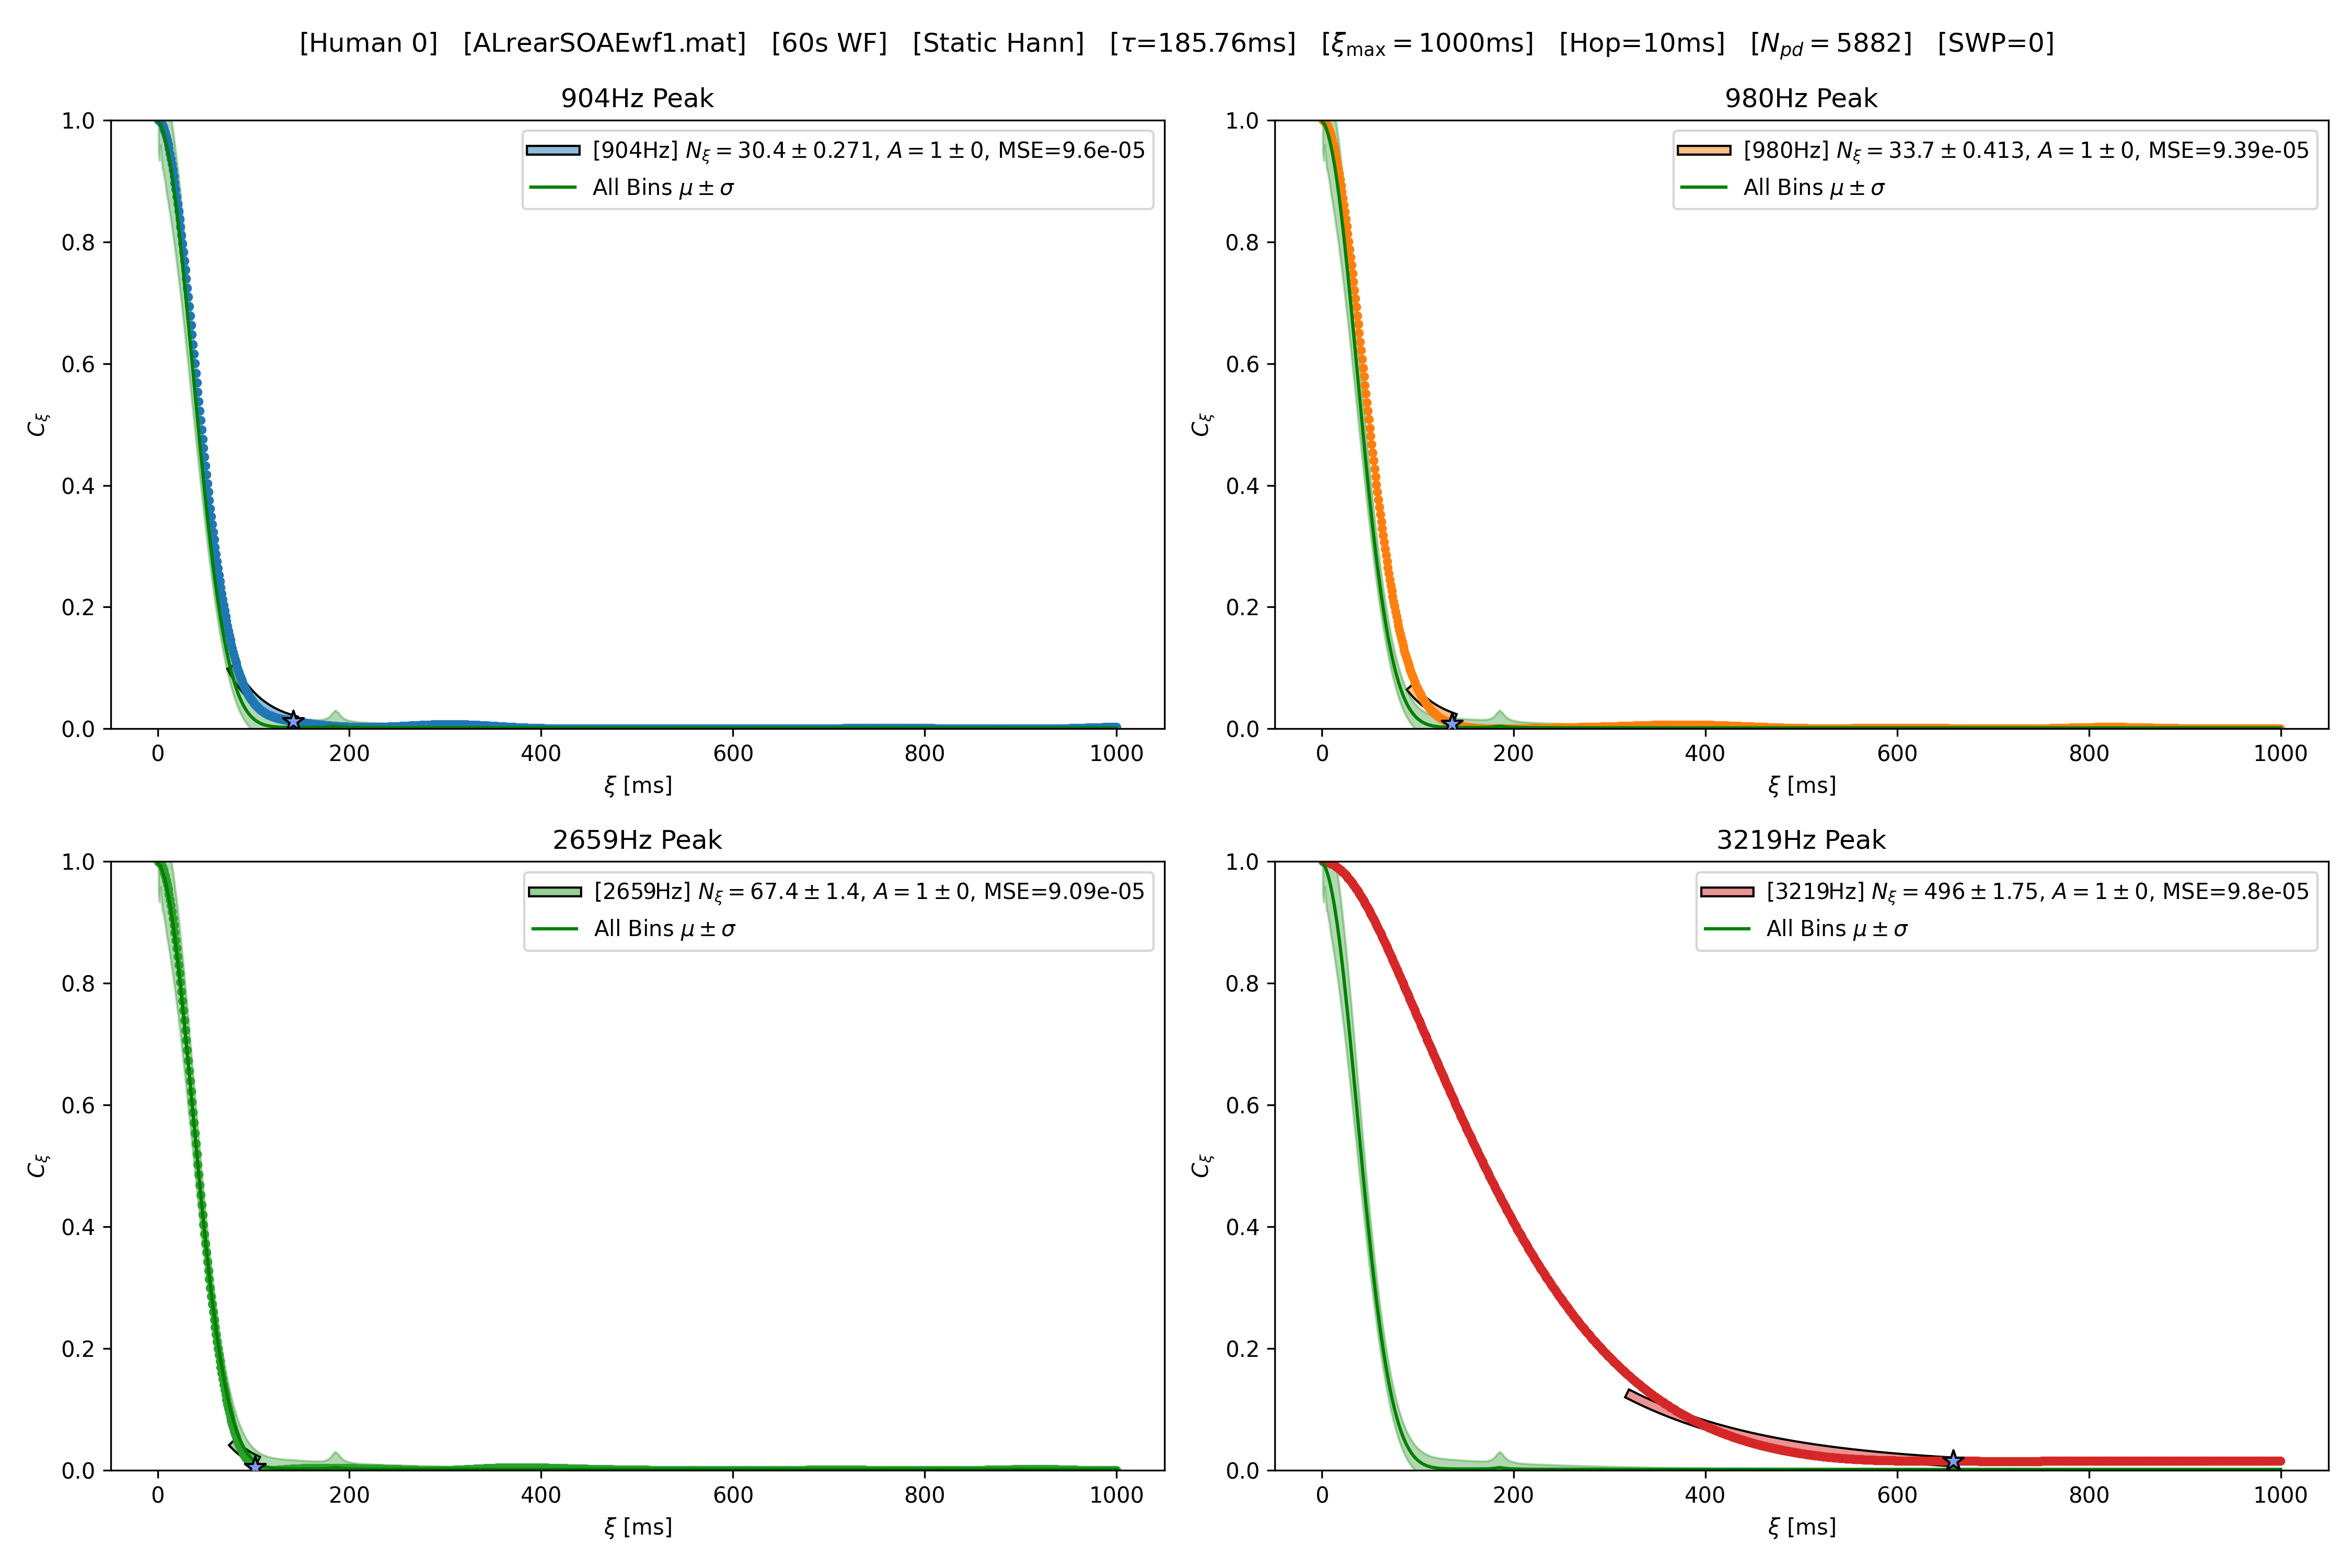 [Human 0] [ALrearSOAEwf1.mat] [60s WF] [Static Hann] [τ=185.76ms] [ξmax = 1000ms] [Hop=10ms] [Npd = 5882] [SWP=0]
904Hz Peak
[904Hz] Nξ = 30.4 ± 0.271, A = 1 ± 0, MSE=9.6e-05
All Bins μ ± σ
1.0
0.8
0.6
0.4
0.2
0.0
Cξ
0 200 400 600 800 1000
ξ [ms]
980Hz Peak
[980Hz] Nξ = 33.7 ± 0.413, A = 1 ± 0, MSE=9.39e-05
All Bins μ ± σ
1.0
0.8
0.6
0.4
0.2
0.0
Cξ
0 200 400 600 800 1000
ξ [ms]
2659Hz Peak
[2659Hz] Nξ = 67.4 ± 1.4, A = 1 ± 0, MSE=9.09e-05
All Bins μ ± σ
1.0
0.8
0.6
0.4
0.2
0.0
Cξ
0 200 400 600 800 1000
ξ [ms]
3219Hz Peak
[3219Hz] Nξ = 496 ± 1.75, A = 1 ± 0, MSE=9.8e-05
All Bins μ ± σ
1.0
0.8
0.6
0.4
0.2
0.0
Cξ
0 200 400 600 800 1000
ξ [ms]